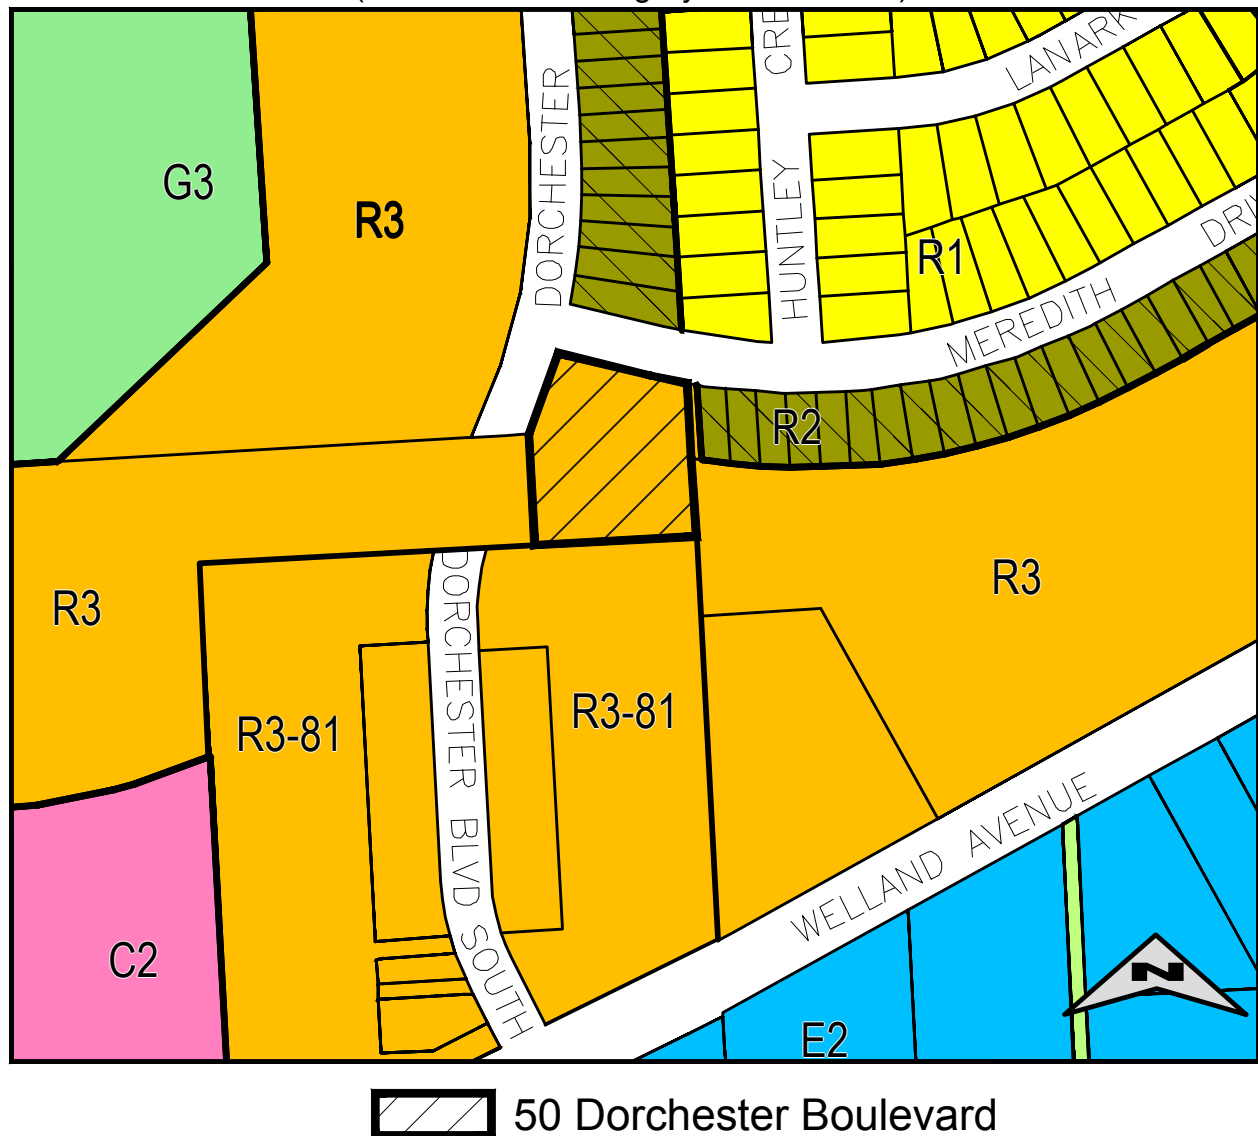 CRE
LANARK
DORCHESTER
G3
R3
HUNTLEY
R1
DRI
MEREDITH
R2
R3
R3
DORCHESTER BLVD SOUTH
R3-81
R3-81
WELLAND AVENUE
C2
N
E2
50 Dorchester Boulevard